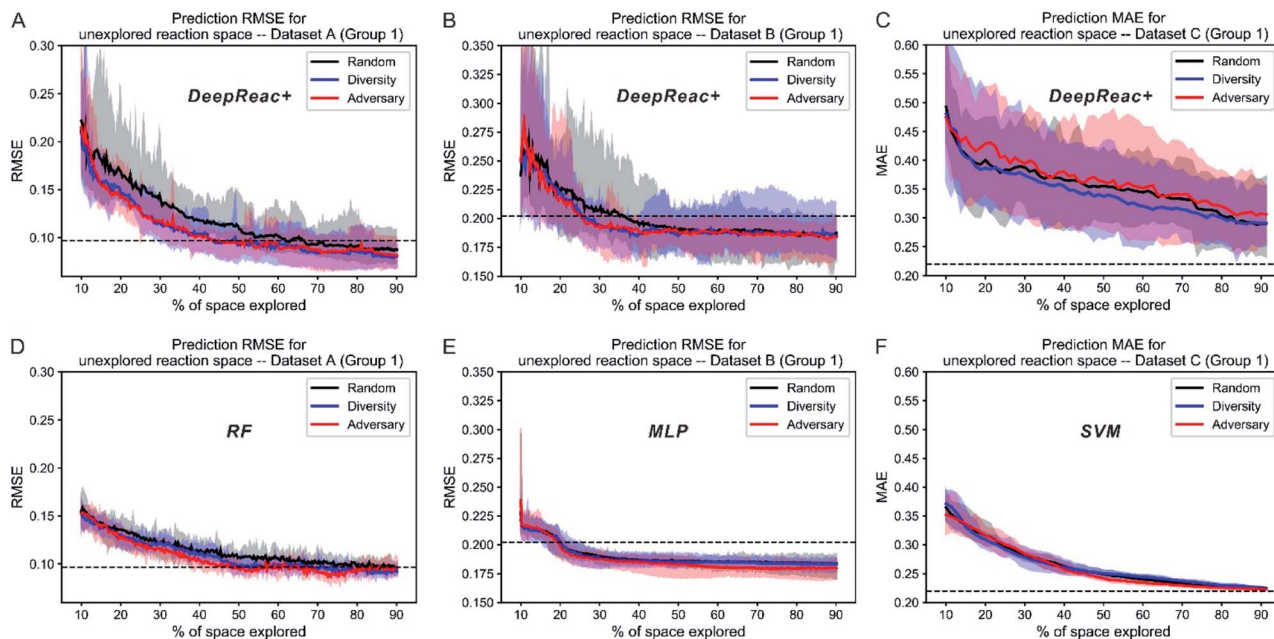 A
Prediction RMSE for
unexplored reaction space -- Dataset A (Group 1)
0.30
0.25
0.20
0.15
0.10
RMSE
DeepReac+
Random
Diversity
Adversary
10 20 30 40 50 60 70 80 90
% of space explored
B
Prediction RMSE for
unexplored reaction space -- Dataset B (Group 1)
0.350
0.325
0.300
0.275
0.250
0.225
0.200
0.175
0.150
RMSE
DeepReac+
Random
Diversity
Adversary
10 20 30 40 50 60 70 80 90
% of space explored
C
Prediction MAE for
unexplored reaction space -- Dataset C (Group 1)
0.60
0.55
0.50
0.45
0.40
0.35
0.30
0.25
0.20
MAE
DeepReac+
Random
Diversity
Adversary
10 20 30 40 50 60 70 80 90
% of space explored
D
Prediction RMSE for
unexplored reaction space -- Dataset A (Group 1)
0.30
0.25
0.20
0.15
0.10
RMSE
RF
Random
Diversity
Adversary
10 20 30 40 50 60 70 80 90
% of space explored
E
Prediction RMSE for
unexplored reaction space -- Dataset B (Group 1)
0.350
0.325
0.300
0.275
0.250
0.225
0.200
0.175
0.150
RMSE
MLP
Random
Diversity
Adversary
10 20 30 40 50 60 70 80 90
% of space explored
F
Prediction MAE for
unexplored reaction space -- Dataset C (Group 1)
0.60
0.55
0.50
0.45
0.40
0.35
0.30
0.25
0.20
MAE
SVM
Random
Diversity
Adversary
10 20 30 40 50 60 70 80 90
% of space explored